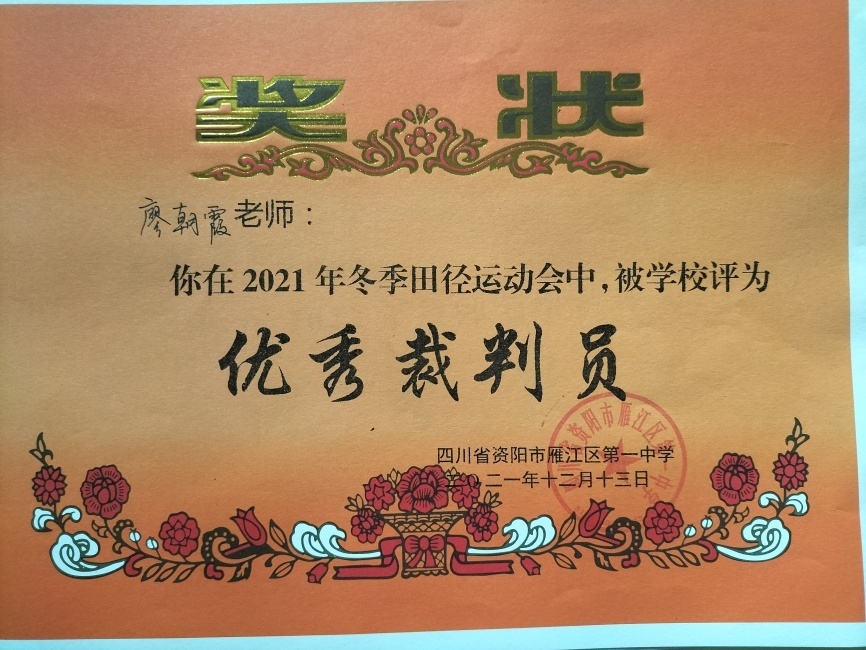 奖状
廖朝霞老师：
你在2021年冬季田径运动会中，被学校评为
优秀裁判员
四川省资阳市雁江区第一中学
二〇二一年十二月十三日